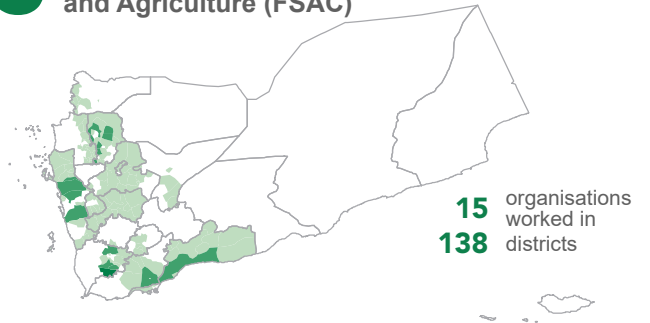 and Agriculture (FSAC)
15 organisations
worked in
138 districts